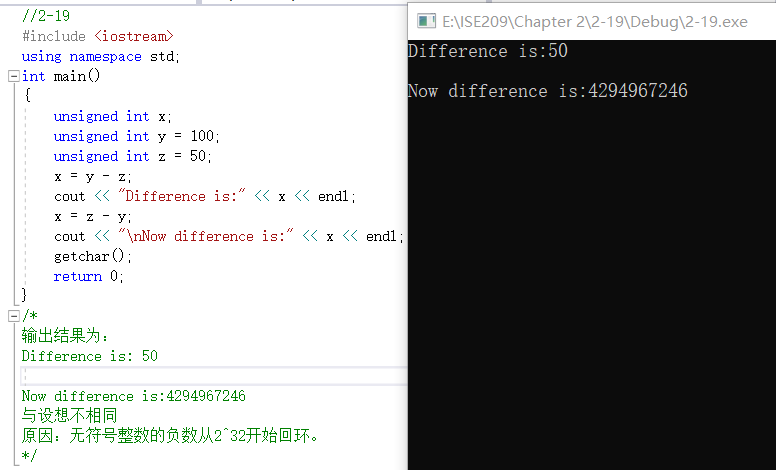 //2-19
#include <iostream>
using namespace std;
int main()
{
unsigned int x;
unsigned int y = 100;
unsigned int z = 50;
x = y - z;
cout << "Difference is:" << x << endl;
x = z - y;
cout << "\nNow difference is:" << x << endl;
getchar();
return 0;
}
/*
输出结果为:
Difference is: 50
Now difference is:4294967246
与设想不相同
原因：无符号整数的负数从2^32开始回环。
*/
E:\ISE209\Chapter 2\2-19\Debug\2-19.exe
Difference is:50
Now difference is:4294967246